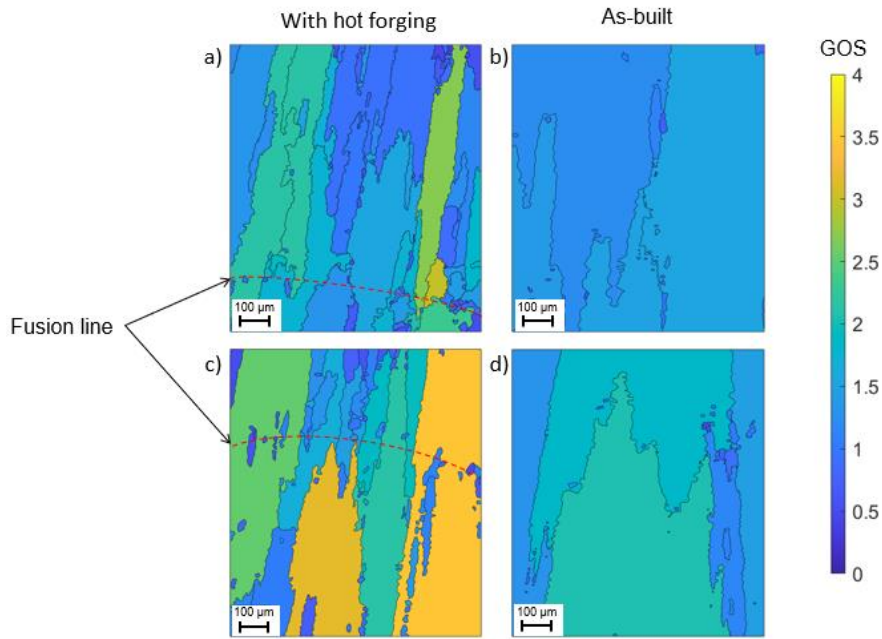 With hot forging
As-built
GOS
a)
b)
4
3.5
3
2.5
2
1.5
1
0.5
0
100 µm
100 µm
Fusion line
c)
d)
100 µm
100 µm